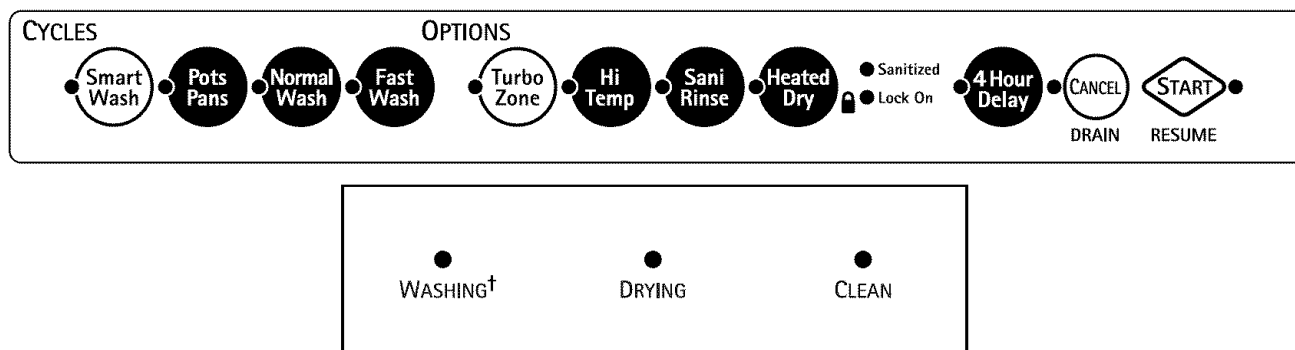 CYCLES
OPTIONS
Smart
Wash
Pots
Pans
Normal
Wash
Fast
Wash
Turbo
Zone
Hi
Temp
Sani
Rinse
Heated
Dry
Sanitized
Lock On
4 Hour
Delay
CANCEL
DRAIN
START
RESUME
WASHING†
DRYING
CLEAN